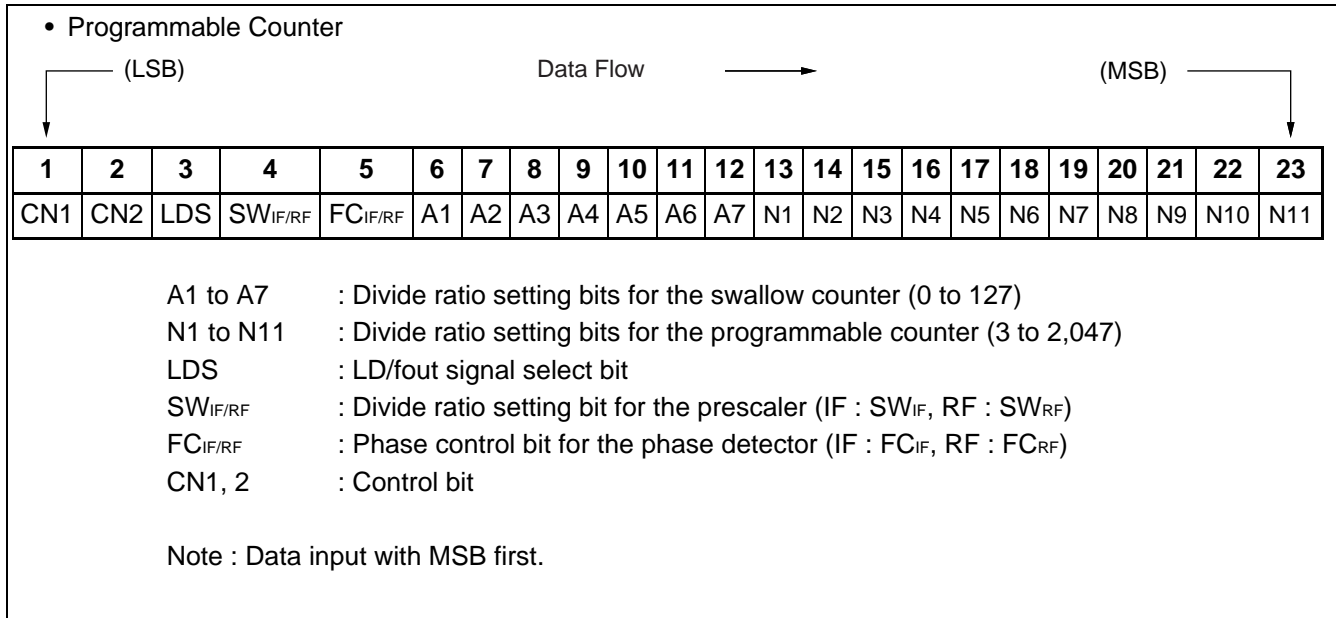 • Programmable Counter
(LSB) Data Flow (MSB)
1 2 3 4 5 6 7 8 9 10 11 12 13 14 15 16 17 18 19 20 21 22 23
CN1 CN2 LDS SWIF/RF FCIF/RF A1 A2 A3 A4 A5 A6 A7 N1 N2 N3 N4 N5 N6 N7 N8 N9 N10 N11
A1 to A7 : Divide ratio setting bits for the swallow counter (0 to 127)
N1 to N11 : Divide ratio setting bits for the programmable counter (3 to 2,047)
LDS : LD/fout signal select bit
SWIF/RF : Divide ratio setting bit for the prescaler (IF : SWIF, RF : SWRF)
FCIF/RF : Phase control bit for the phase detector (IF : FCIF, RF : FCRF)
CN1, 2 : Control bit
Note : Data input with MSB first.